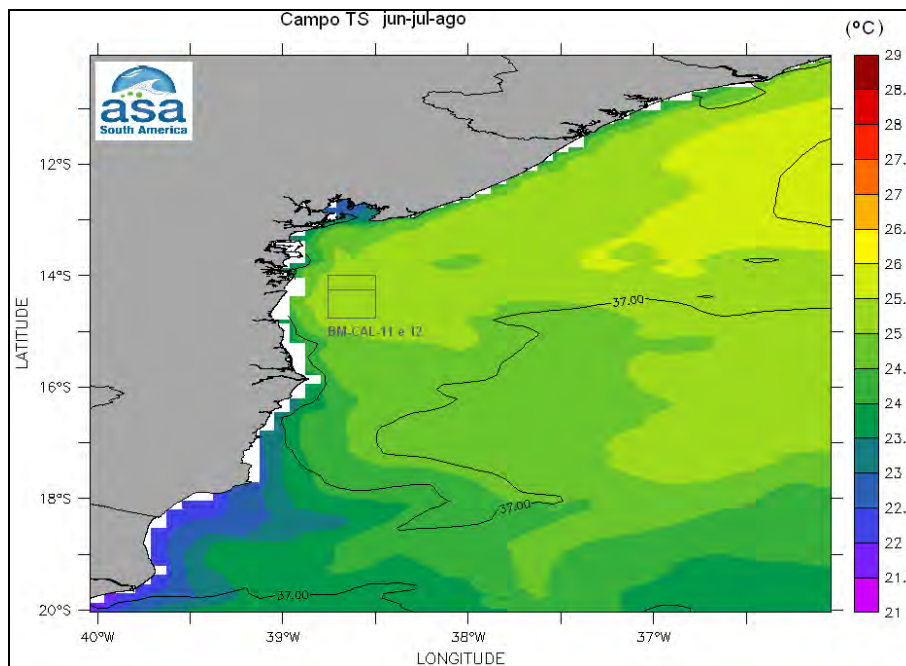 Campo TS jun-jul-ago
(°C)
asa
South America
29
28.
28.
27.
27.
26.
26.
25.
25.
24.
24.
23.
23.
22.
22.
21.
21
12°S
14°S
16°S
18°S
20°S
LATITUDE
BM-CAL-11 e 12
37.00
37.00
37.00
40°W
39°W
38°W
37°W
LONGITUDE